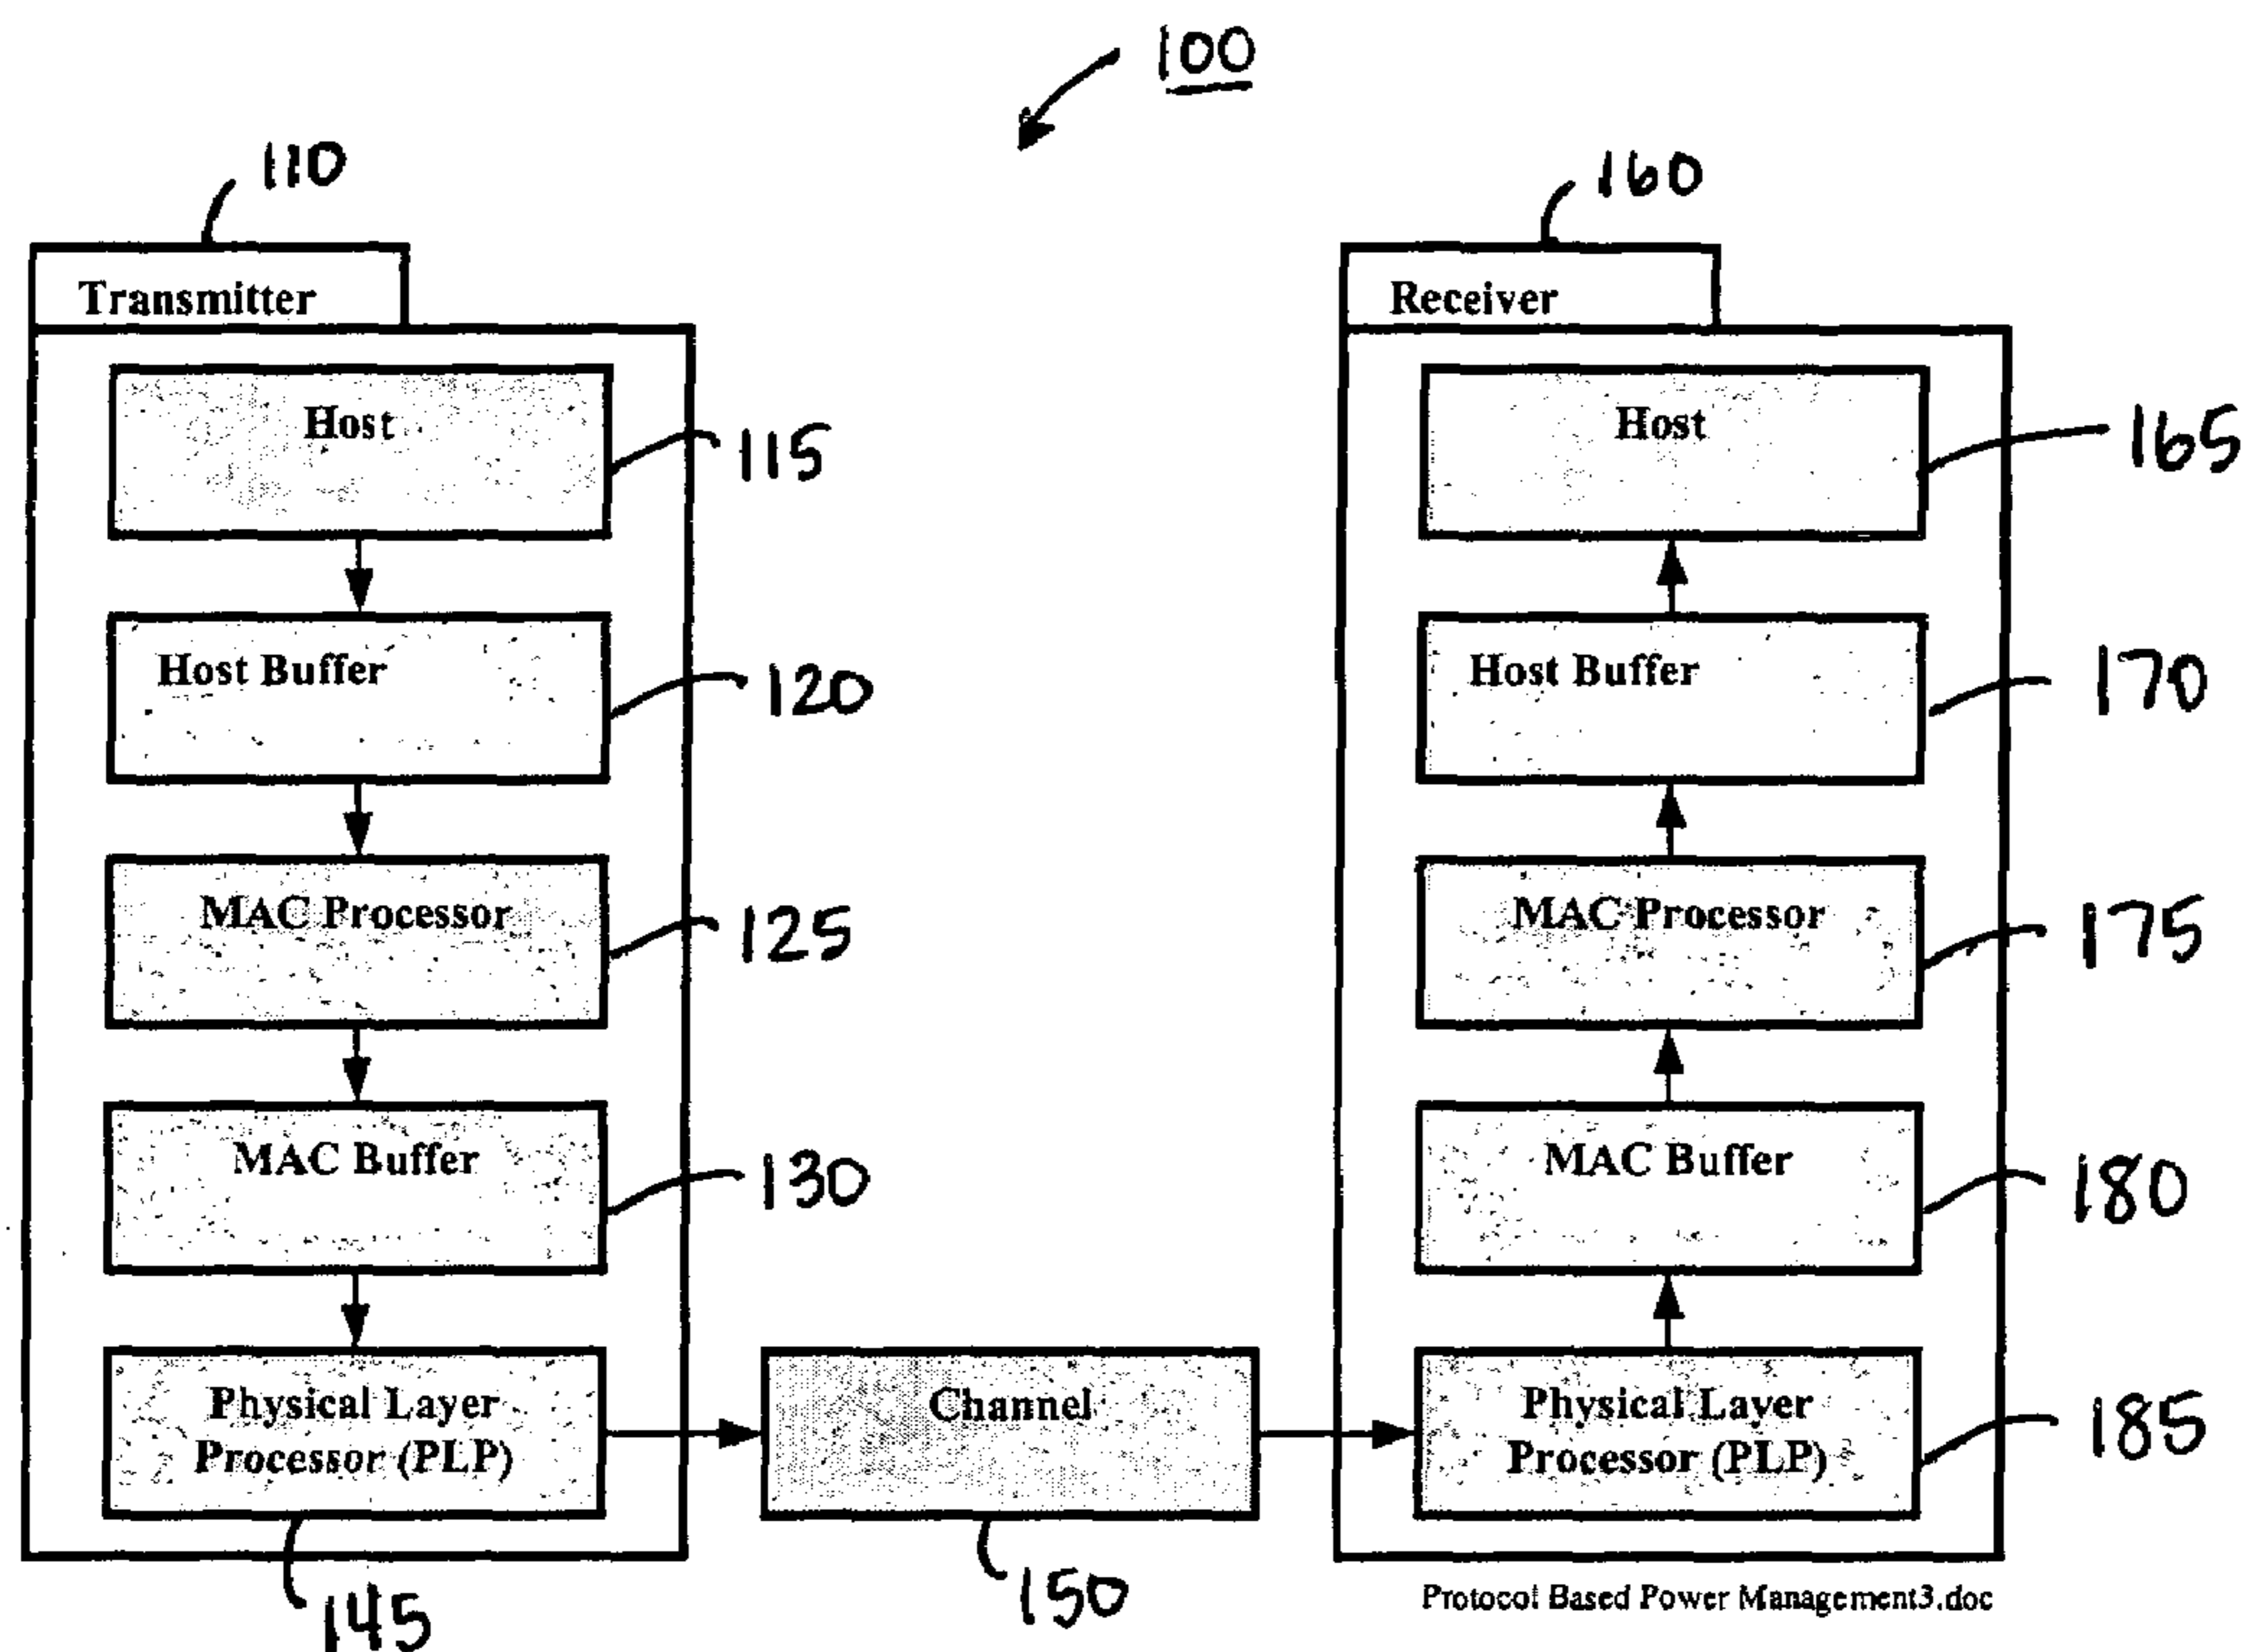 100
110
Transmitter
Host
115
Host Buffer
120
MAC Processor
125
MAC Buffer
130
Physical Layer
Processor (PLP)
145
Channel
150
160
Receiver
Host
165
Host Buffer
170
MAC Processor
175
MAC Buffer
180
Physical Layer
Processor (PLP)
185
Protocol Based Power Management3.doc